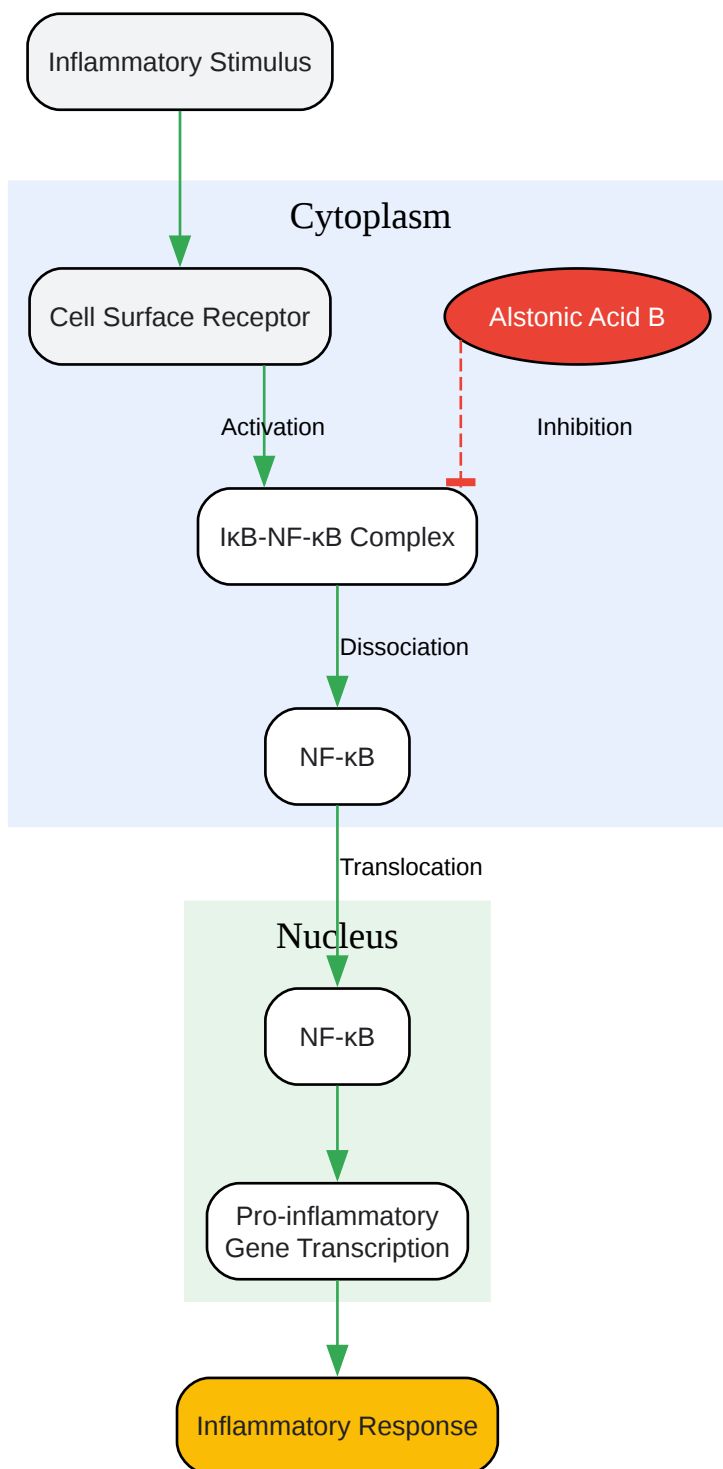 Inflammatory Stimulus
Cytoplasm
Cell Surface Receptor
Alstonic Acid B
Activation
Inhibition
IκB-NF-κB Complex
Dissociation
NF-κB
Translocation
Nucleus
NF-κB
Pro-inflammatory
Gene Transcription
Inflammatory Response